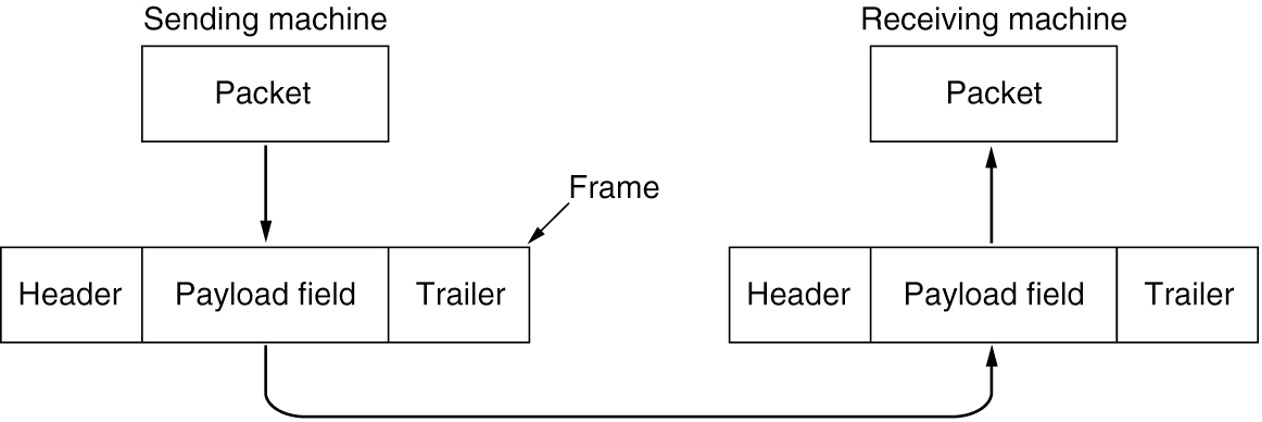 Sending machine
Receiving machine
Packet
Packet
Frame
Header
Payload field
Trailer
Header
Payload field
Trailer